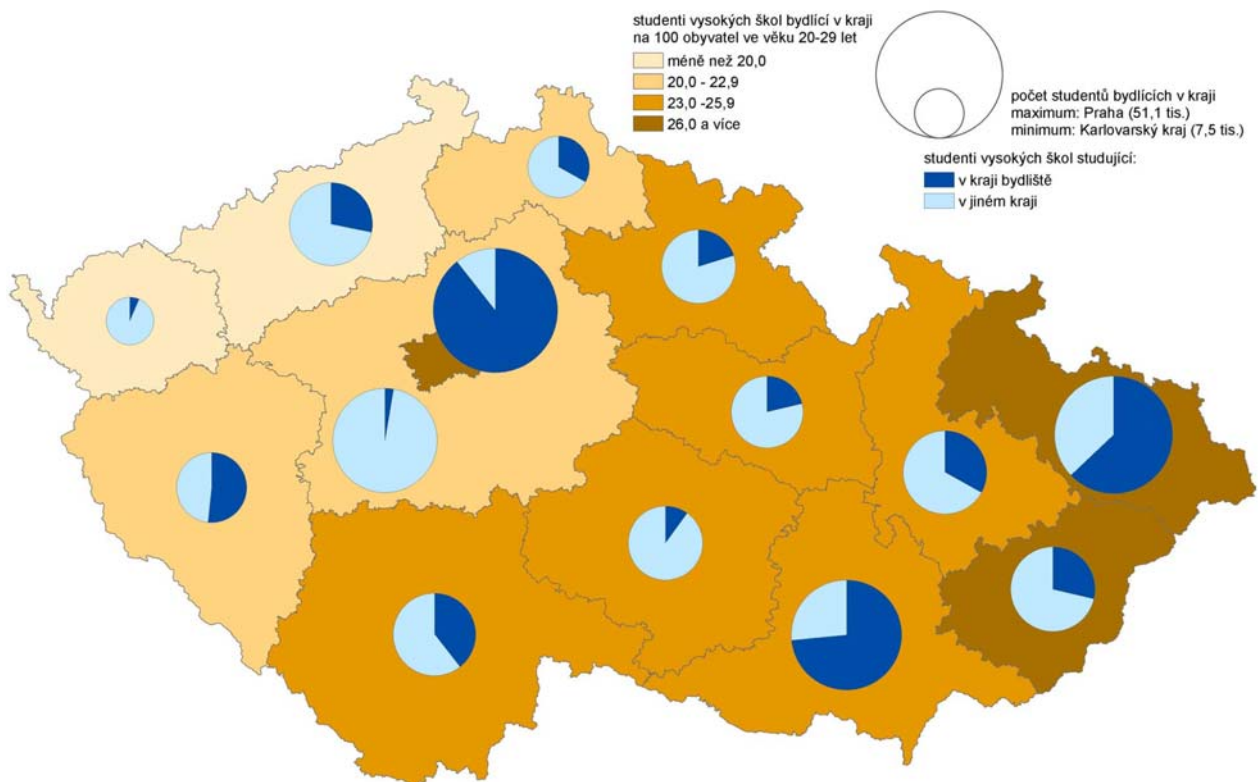 studenti vysokých škol bydlící v kraji
na 100 obyvatel ve věku 20-29 let
méně než 20,0
20,0 - 22,9
23,0 -25,9
26,0 a více
počet studentů bydlících v kraji
maximum: Praha (51,1 tis.)
minimum: Karlovarský kraj (7,5 tis.)
studenti vysokých škol studující:
v kraji bydliště
v jiném kraji